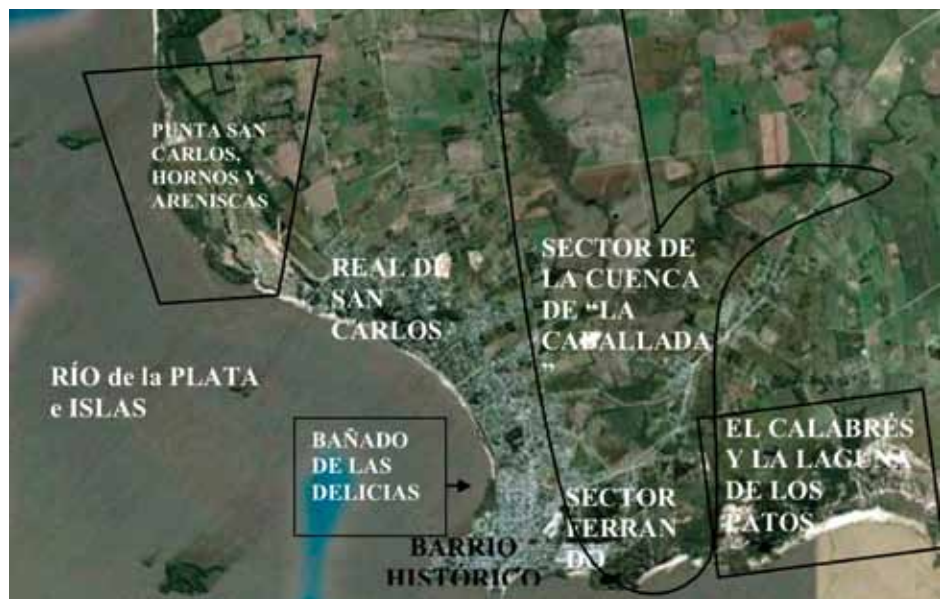 PUNTA SAN
CARLOS,
HORNOS Y
ARENISCAS
REAL DE
SAN
CARLOS
SECTOR DE
LA CUENCA
DE “LA
CABALLADA
”
RÍO de la PLATA
e ISLAS
BAÑADO
DE LAS
DELICIAS
EL CALABRÉS
Y LA LAGUNA
DE LOS
PATOS
SECTOR
FERRAN
DO
BARRIO
HISTÓRICO